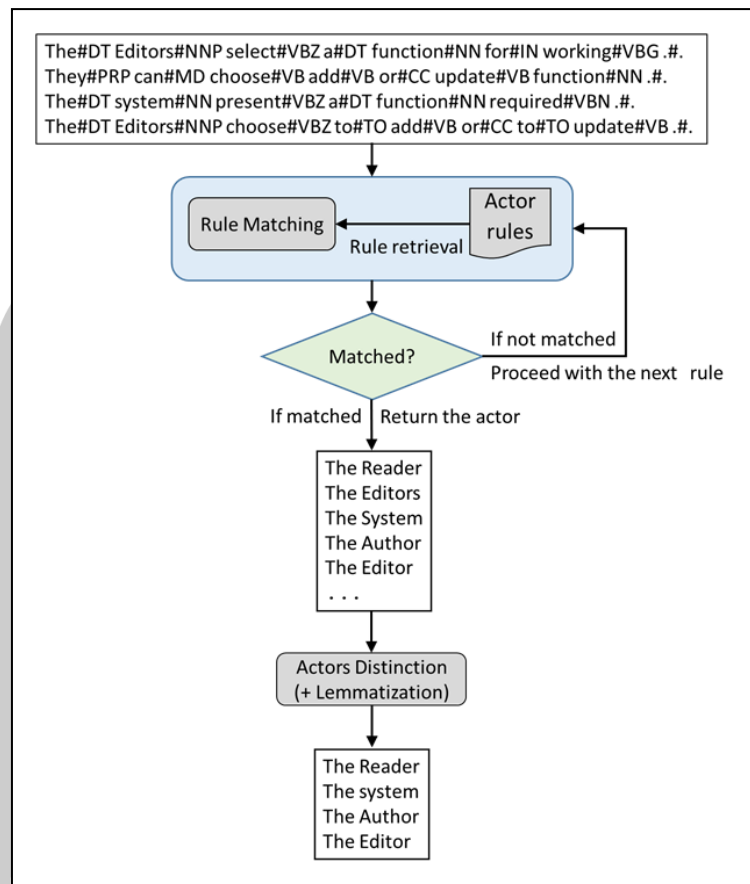 The#DT Editors#NNP select#VBZ a#DT function#NN for#IN working#VBG .#.
They#PRP can#MD choose#VB add#VB or#CC update#VB function#NN .#.
The#DT system#NN present#VBZ a#DT function#NN required#VBN .#.
The#DT Editors#NNP choose#VBZ to#TO add#VB or#CC to#TO update#VB .#.
Rule Matching
Actor
rules
Rule retrieval
Matched?
If not matched
Proceed with the next rule
If matched
Return the actor
The Reader
The Editors
The System
The Author
The Editor
. . .
Actors Distinction
(+ Lemmatization)
The Reader
The system
The Author
The Editor